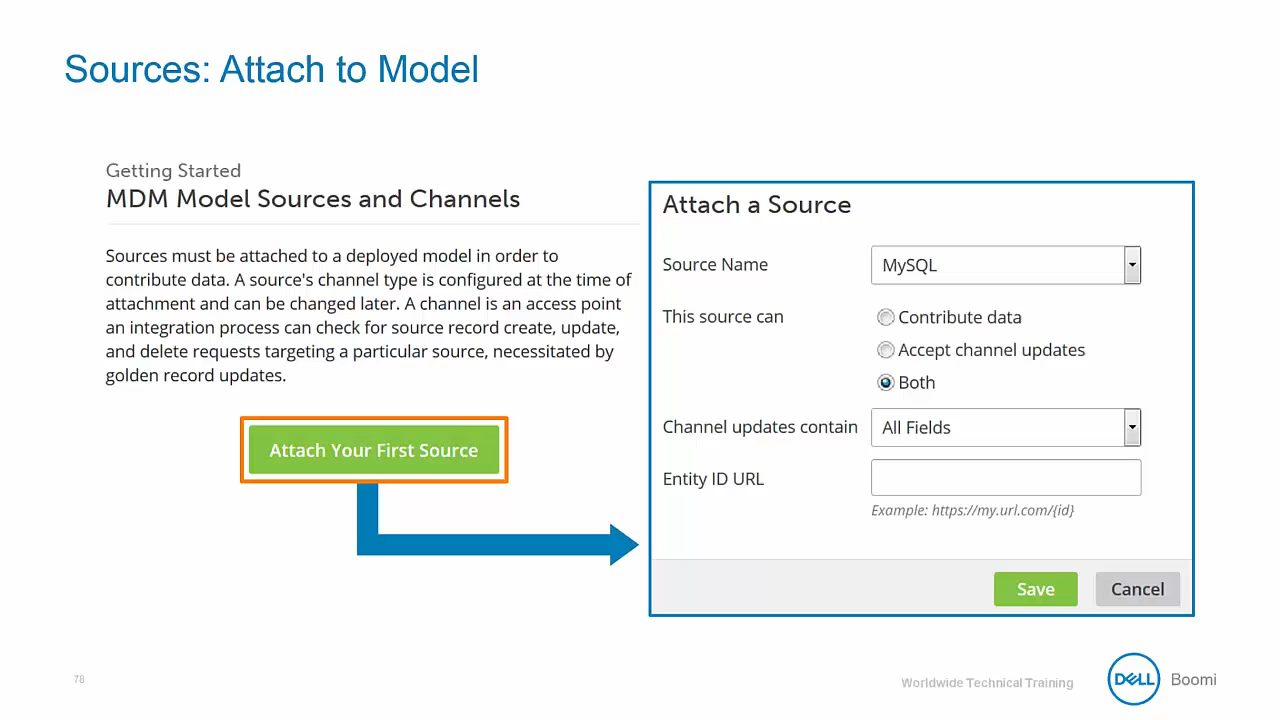 Sources: Attach to Model
Getting Started
MDM Model Sources and Channels
Sources must be attached to a deployed model in order to
contribute data. A source's channel type is configured at the time of
attachment and can be changed later. A channel is an access point
an integration process can check for source record create, update,
and delete requests targeting a particular source, necessitated by
golden record updates.
Attach Your First Source
Attach a Source
Source Name
MySQL
This source can
Contribute data
Accept channel updates
Both
Channel updates contain
All Fields
Entity ID URL
Example: https://my.url.com/{id}
Save
Cancel
78
Worldwide Technical Training
DELL
Boomi